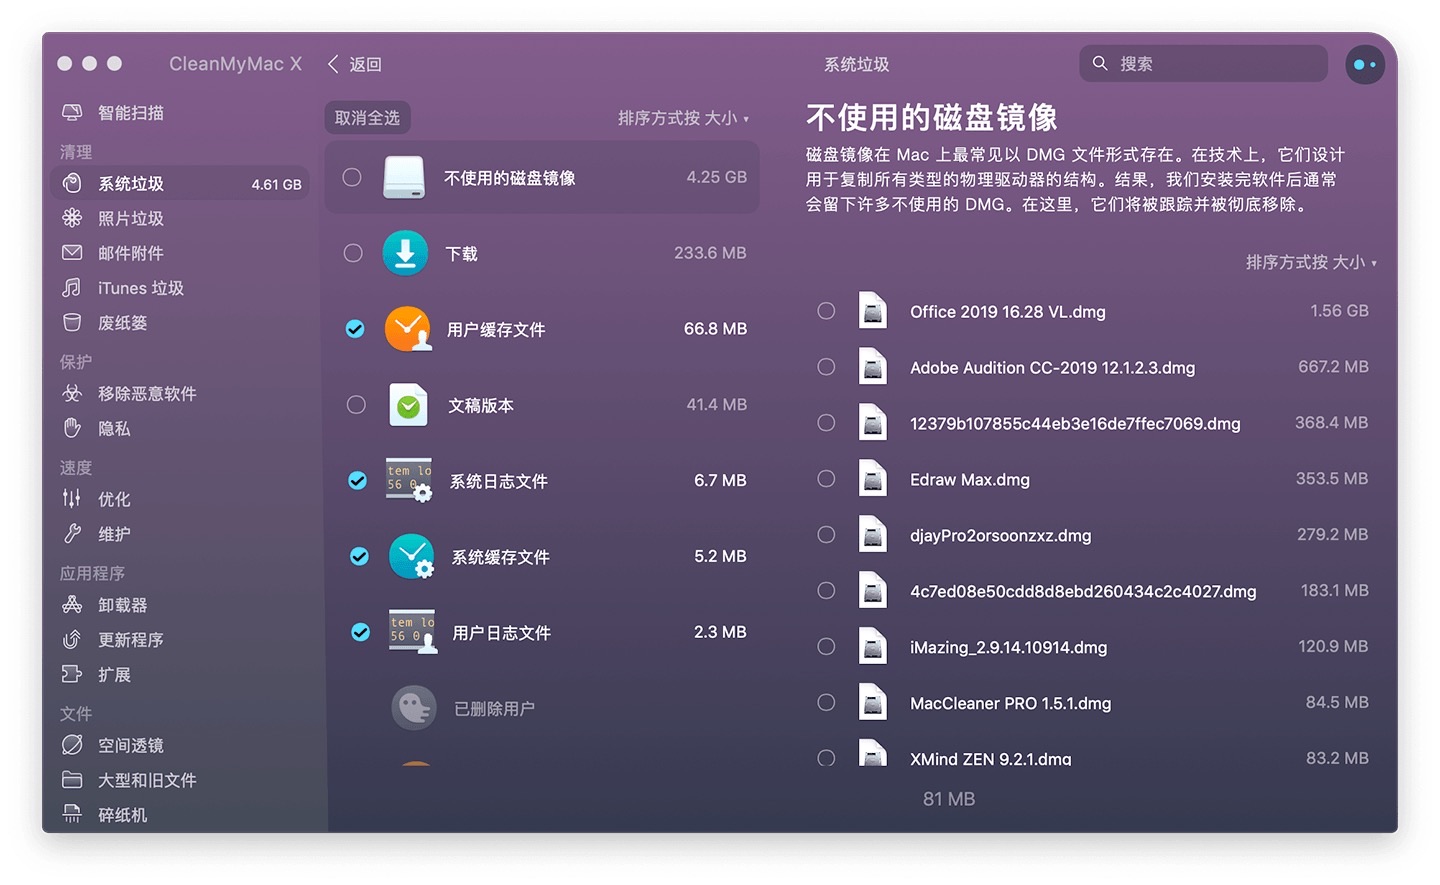 CleanMyMac X
返回
系统垃圾
搜索
智能扫描
清理
系统垃圾 4.61 GB
照片垃圾
邮件附件
iTunes 垃圾
废纸篓
保护
移除恶意软件
隐私
速度
优化
维护
应用程序
卸载器
更新程序
扩展
文件
空间透镜
大型和旧文件
碎纸机
取消全选
排序方式按 大小
不使用的磁盘镜像 4.25 GB
下载 233.6 MB
用户缓存文件 66.8 MB
文稿版本 41.4 MB
tem lo
56 0
系统日志文件 6.7 MB
系统缓存文件 5.2 MB
tem lo
56 0
用户日志文件 2.3 MB
已删除用户
不使用的磁盘镜像
磁盘镜像在 Mac 上最常见以 DMG 文件形式存在。在技术上，它们设计
用于复制所有类型的物理驱动器的结构。结果，我们安装完软件后通常
会留下许多不使用的 DMG。在这里，它们将被跟踪并被彻底移除。
排序方式按 大小
Office 2019 16.28 VL.dmg 1.56 GB
Adobe Audition CC-2019 12.1.2.3.dmg 667.2 MB
12379b107855c44eb3e16de7ffec7069.dmg 368.4 MB
Edraw Max.dmg 353.5 MB
djayPro2orsoonzxz.dmg 279.2 MB
4c7ed08e50cdd8d8ebd260434c2c4027.dmg 183.1 MB
iMazing_2.9.14.10914.dmg 120.9 MB
MacCleaner PRO 1.5.1.dmg 84.5 MB
XMind ZEN 9.2.1.dmg 83.2 MB
81 MB